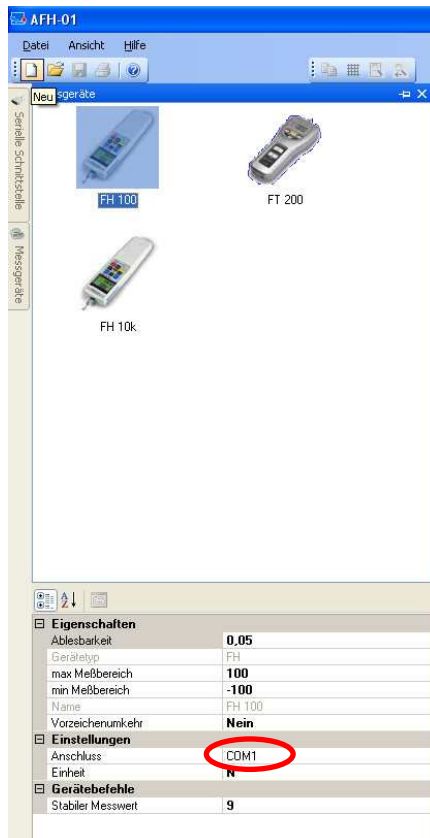 AFH-01
Datei Ansicht Hilfe
Neu
sgeräte
Serielle Schnittstelle
Messgeräte
FH 100
FT 200
FH 10k
Eigenschaften
Ablesbarkeit 0,05
Gerätetyp FH
max Meßbereich 100
min Meßbereich -100
Name FH 100
Vorzeichenumkehr Nein
Einstellungen
Anschluss COM1
Einheit N
Gerätebefehle
Stabiler Messwert 9